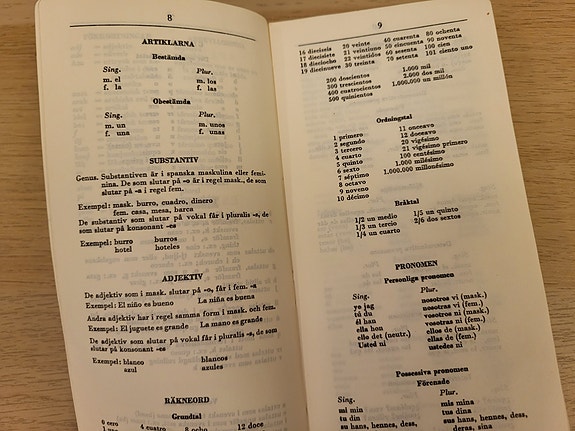 8
ARTIKLARNA
Bestämda
Sing. Plur.
m. el m. los
f. la f. las
Obestämda
Sing. Plur.
m. un m. unos
f. una f. unas
SUBSTANTIV
Genus. Substantiven är i spanska maskulina eller femi-
nina. De som slutar på -o är i regel mask., de som
slutar på -a i regel fem.
Exempel: mask. burro, cuadro, dinero
fem. casa, mesa, barca
De substantiv som slutar på vokal får i pluralis -s, de
som slutar på konsonant -es
Exempel: burro burros
hotel hoteles
ADJEKTIV
De adjektiv som i mask. slutar på -o, får i fem. -a
Exempel: El niño es bueno La niña es buena
Andra adjektiv har i regel samma form i mask. och fem.
Exempel: El juguete es grande La mano es grande
De adjektiv som slutar på vokal får i pluralis -s, de som
slutar på konsonant -es
Exempel: blanco blancos
azul azules
RÄKNEORD
Grundtal
0 cero 4 cuatro 8 ocho 12 doce
9
16 dieciseis 20 veinte 40 cuarenta 80 ochenta
17 diecisiete 21 veintiuno 50 cincuenta 90 noventa
18 dieciocho 22 veintidos 60 sesenta 100 cien
19 diecinueve 30 treinta 70 setenta 101 ciento uno
200 doscientos 1.000 mil
300 trescientos 2.000 dos mil
400 cuatrocientos 1.000.000 un millón
500 quinientos
Ordningstal
1 primero 11 onceavo
2 segundo 12 doceavo
3 tercero 20 vigésimo
4 cuarto 21 vigésimo primero
5 quinto 100 centésimo
6 sexto 1.000 milésimo
7 séptimo 1.000.000 millonésimo
8 octavo
9 noveno
10 décimo
Bråktal
1/2 un medio 1/5 un quinto
1/3 un tercio 2/6 dos sextos
1/4 un cuarto
PRONOMEN
Personliga pronomen
Sing. Plur.
yo jag nosotros vi (mask.)
tú du nosotras vi (fem.)
él han vosotros ni (mask.)
ella hon vosotras ni (fem.)
ello det (neutr.) ellos de (mask.)
Usted ni ellas de (fem.)
ustedes ni
Possessiva pronomen
Förenade
Sing. Plur.
mi min mis mina
tu din tus dina
su hans, hennes, dess, sus hans, hennes, dess,
deras, sina